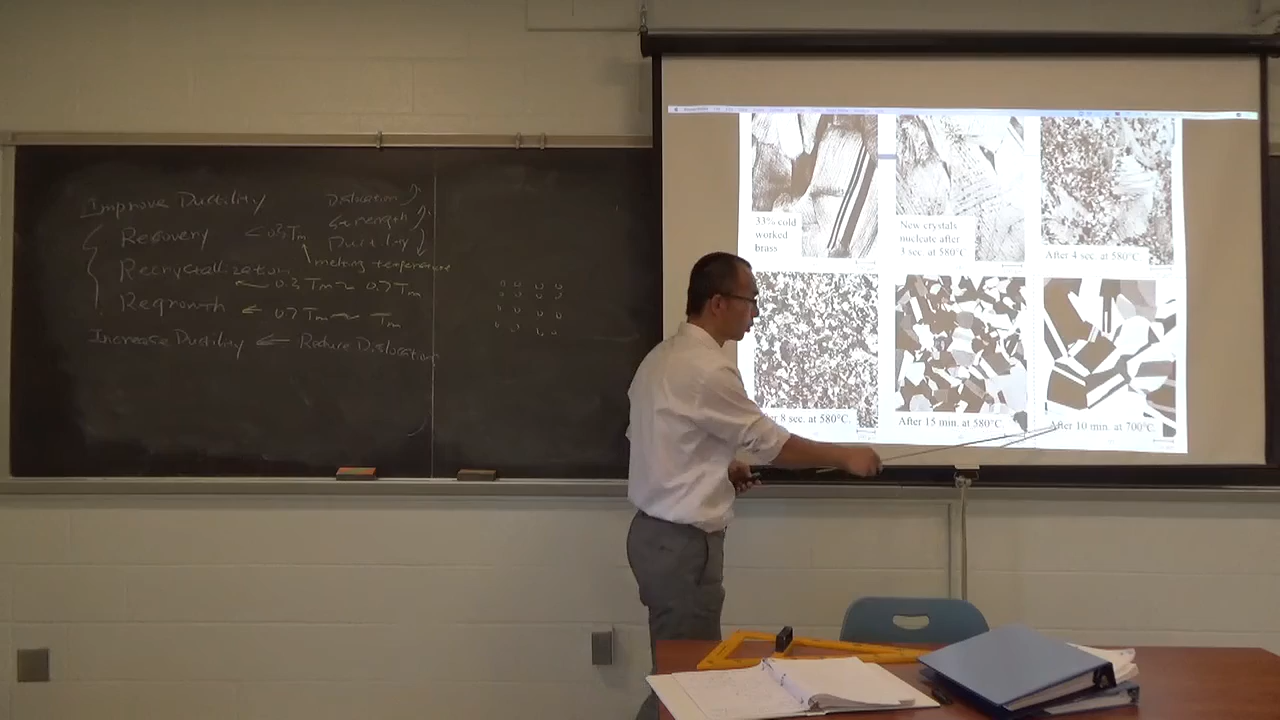 Improve Ductility
Recovery < 0.3 Tm
melting temperature
Recrystallization
← 0.3 Tm ~ 0.7 Tm
Regrowth ← 0.7 Tm ~ Tm
Increase Ductility ← Reduce Dislocation
Dislocation
Strength
Ductility
33% cold
worked
brass
New crystals
nucleate after
3 sec. at 580°C
After 4 sec. at 580°C.
8 sec. at 580°C.
After 15 min. at 580°C.
After 10 min. at 700°C.